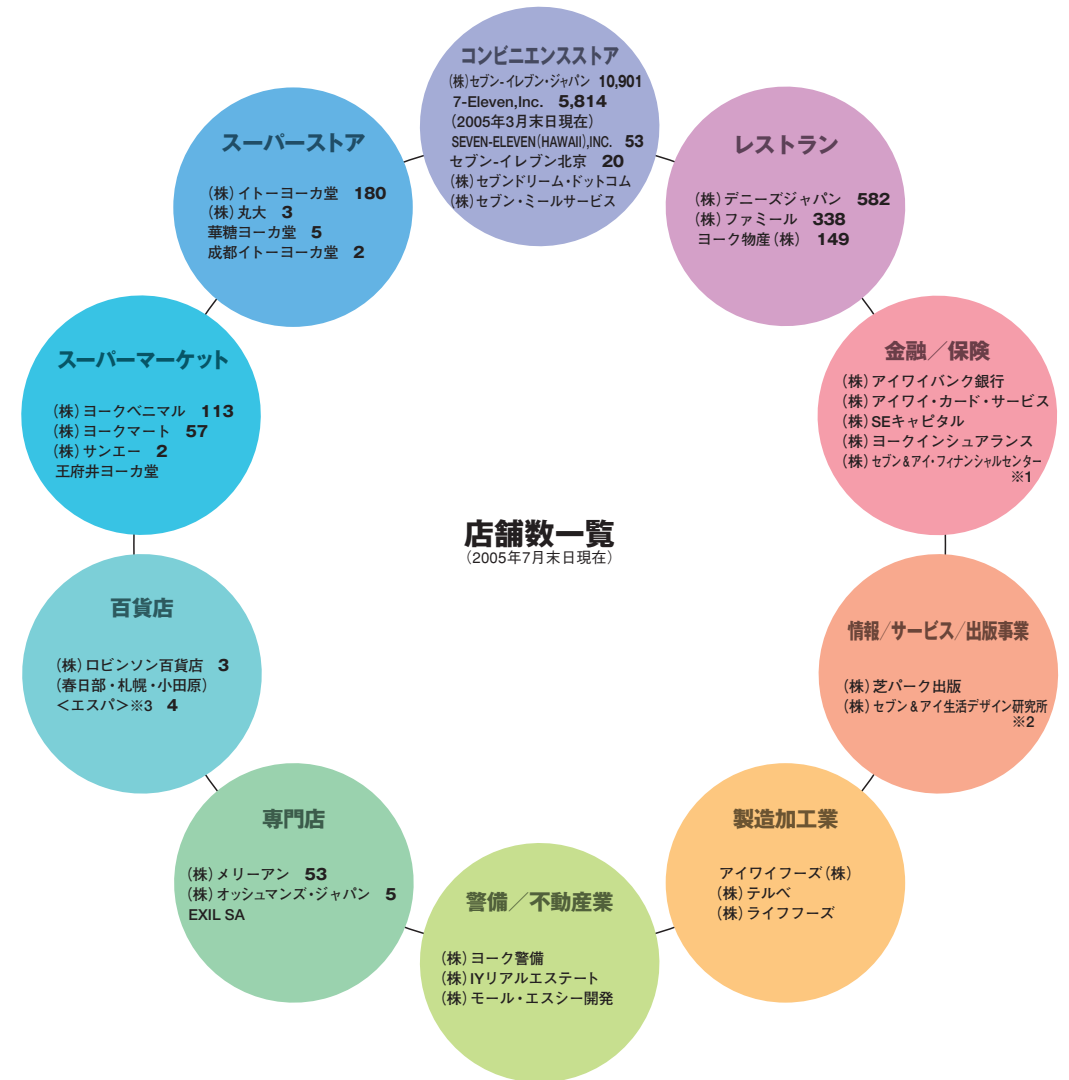 店舗数一覧
(2005年7月末日現在)
コンビニエンスストア
(株)セブン-イレブン・ジャパン 10,901
7-Eleven,Inc. 5,814
(2005年3月末日現在)
SEVEN-ELEVEN(HAWAII),INC. 53
セブン-イレブン北京 20
(株)セブンドリーム・ドットコム
(株)セブン・ミールサービス
レストラン
(株)デニーズジャパン 582
(株)ファミール 338
ヨーク物産(株) 149
金融/保険
(株)アイワイバンク銀行
(株)アイワイ・カード・サービス
(株)SEキャピタル
(株)ヨークインシュアランス
(株)セブン&アイ・フィナンシャルセンター
※1
情報/サービス/出版事業
(株)芝パーク出版
(株)セブン&アイ生活デザイン研究所
※2
製造加工業
アイワイフーズ(株)
(株)テルベ
(株)ライフフーズ
警備/不動産業
(株)ヨーク警備
(株)IYリアルエステート
(株)モール・エスシー開発
専門店
(株)メリーアン 53
(株)オッシュマンズ・ジャパン 5
EXIL SA
百貨店
(株)ロビンソン百貨店 3
(春日部・札幌・小田原)
<エスパ>※3 4
スーパーマーケット
(株)ヨークベニマル 113
(株)ヨークマート 57
(株)サンエー 2
王府井ヨーカ堂
スーパーストア
(株)イトーヨーカ堂 180
(株)丸大 3
華糖ヨーカ堂 5
成都イトーヨーカ堂 2